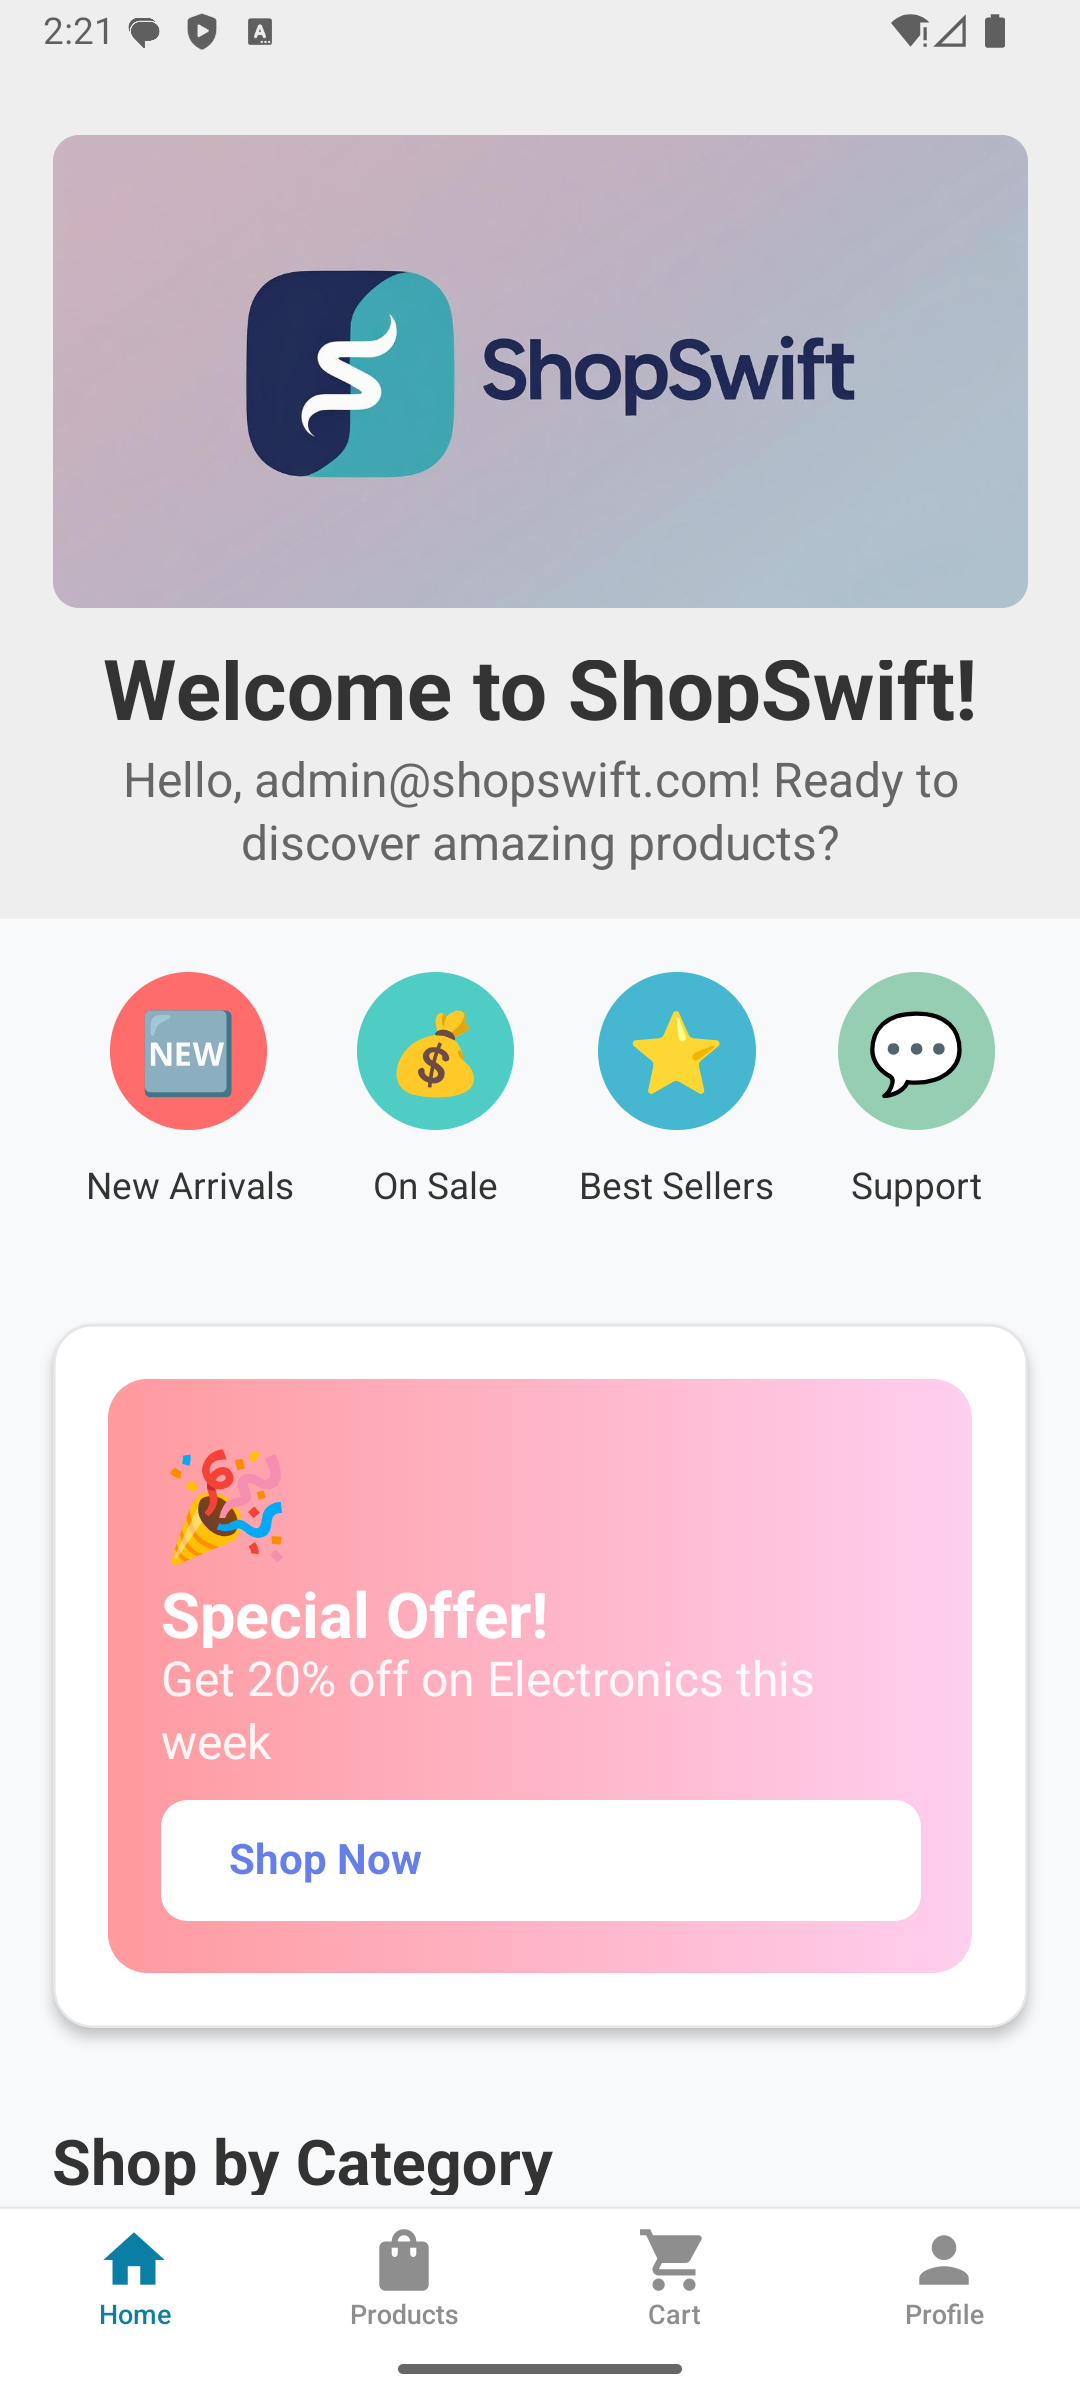 2:21
ShopSwift
Welcome to ShopSwift!
Hello, admin@shopswift.com! Ready to
discover amazing products?
NEW
New Arrivals
On Sale
Best Sellers
Support
Special Offer!
Get 20% off on Electronics this
week
Shop Now
Shop by Category
Home
Products
Cart
Profile